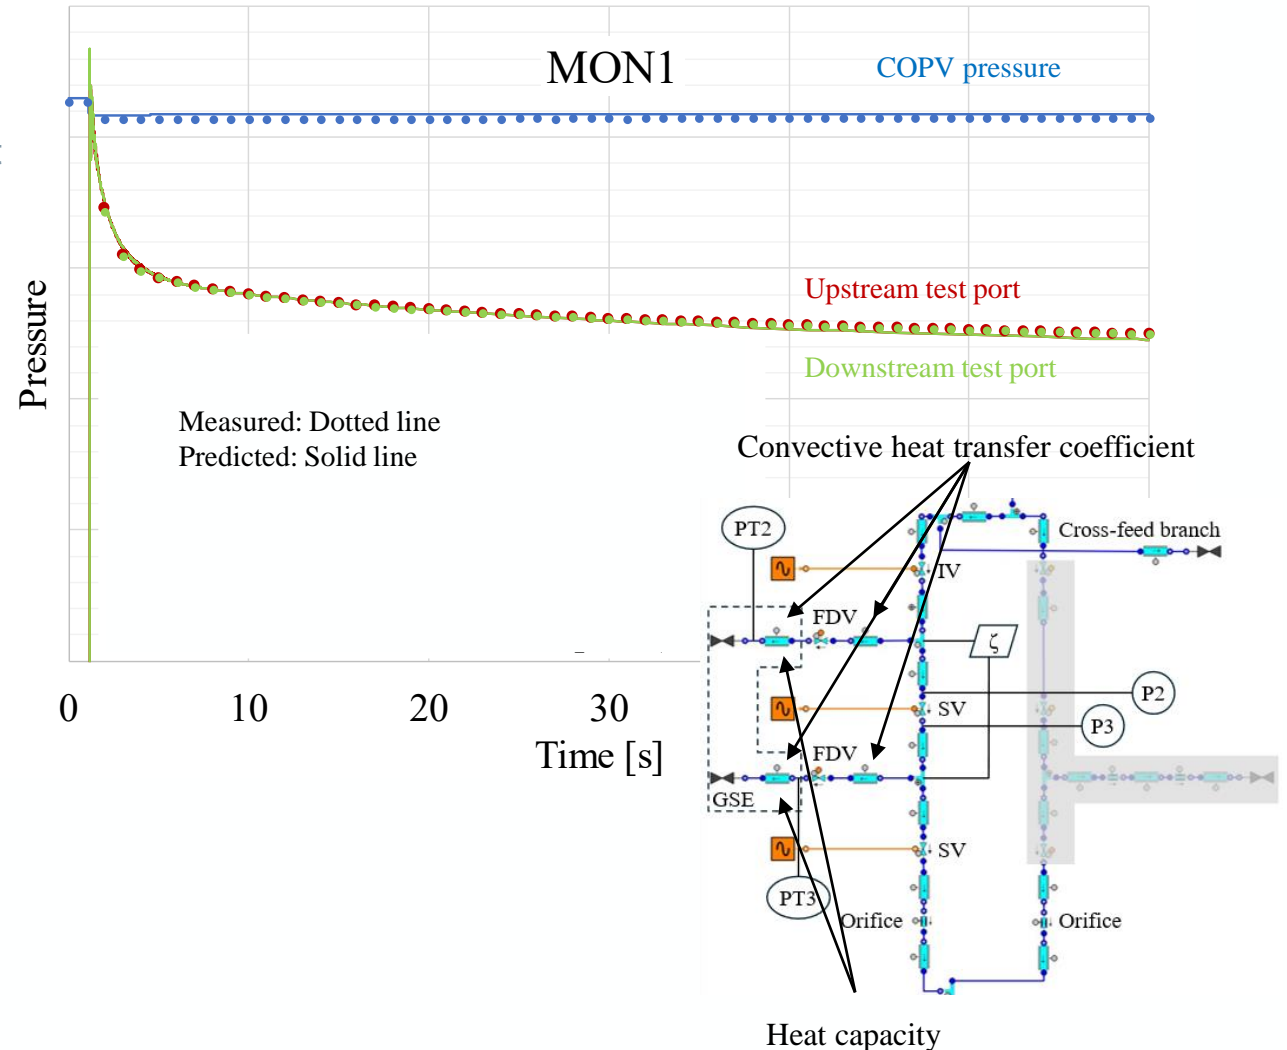 MON1
COPV pressure
Pressure
Upstream test port
Downstream test port
Measured: Dotted line
Predicted: Solid line
Convective heat transfer coefficient
PT2
Cross-feed branch
IV
FDV
ζ
P2
SV
P3
FDV
GSE
SV
PT3
Orifice
Orifice
0 10 20 30
Time [s]
Heat capacity